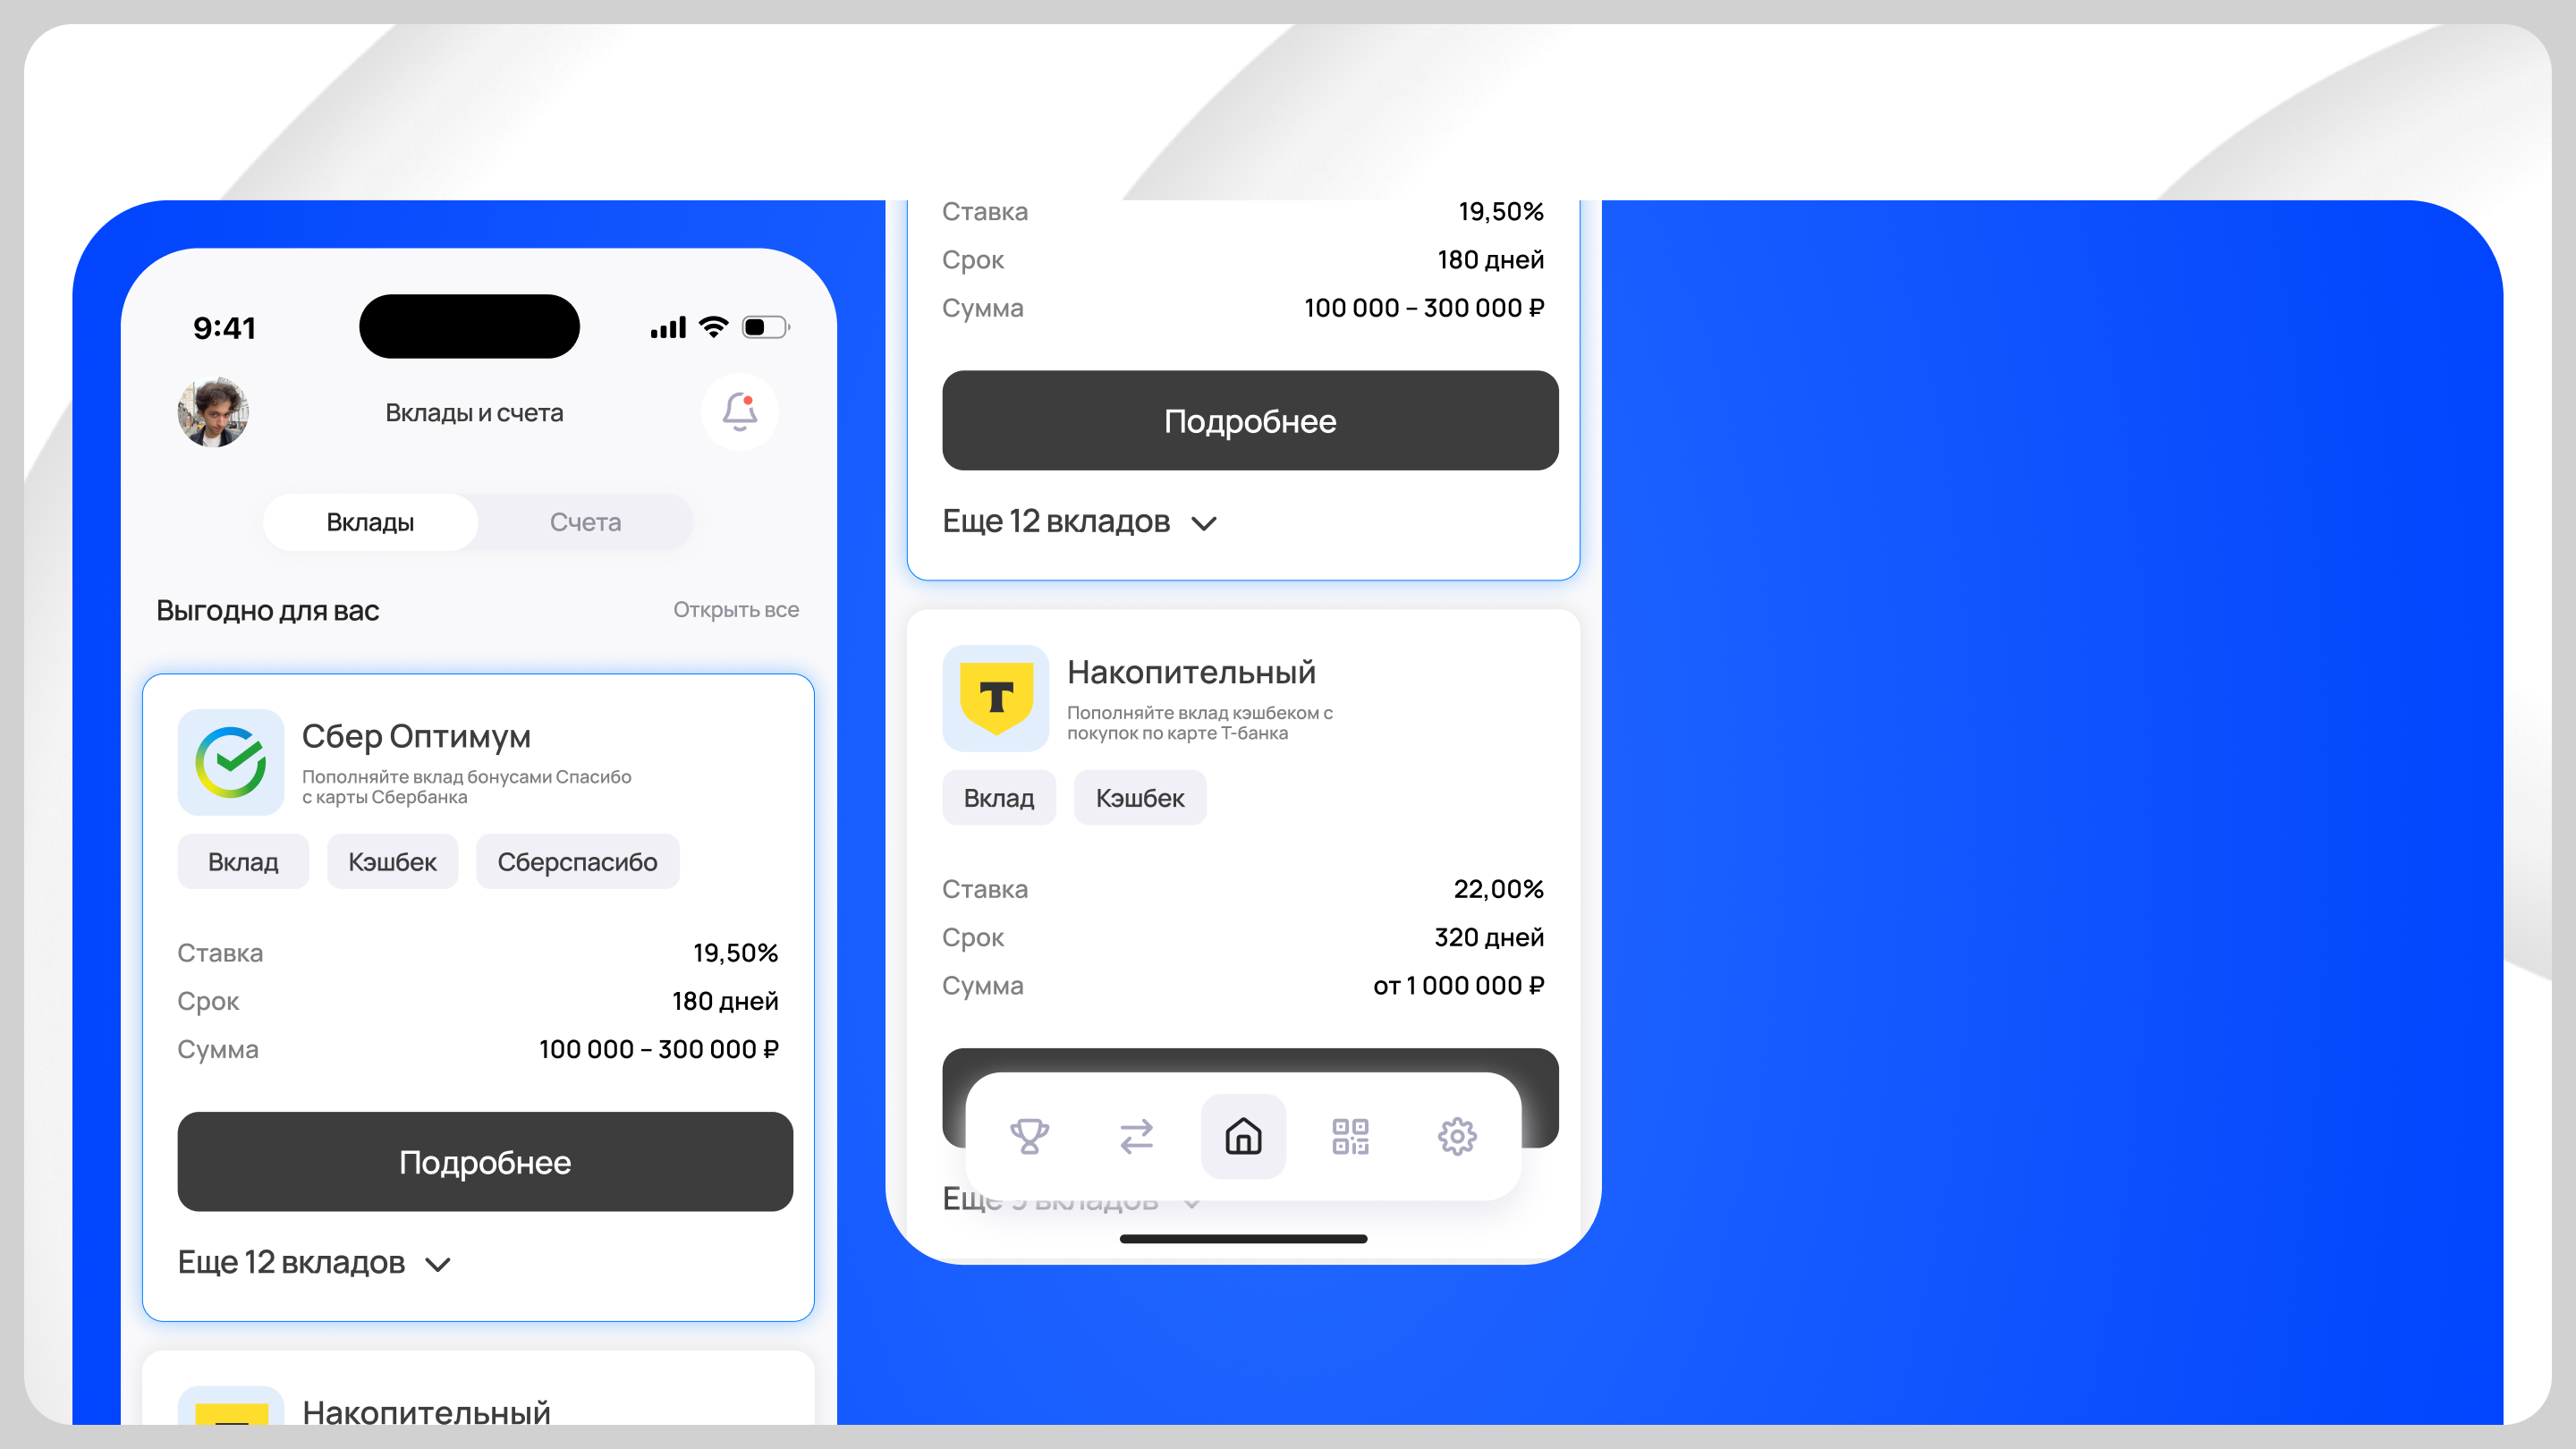 9:41
Вклады и счета
Вклады
Счета
Выгодно для вас
Открыть все
Сбер Оптимум
Пополняйте вклад бонусами Спасибо
с карты Сбербанка
Вклад
Кэшбек
Сберспасибо
Ставка 19,50%
Срок 180 дней
Сумма 100 000 – 300 000 ₽
Подробнее
Еще 12 вкладов
Накопительный
Ставка 19,50%
Срок 180 дней
Сумма 100 000 – 300 000 ₽
Подробнее
Еще 12 вкладов
Т
Накопительный
Пополняйте вклад кэшбеком с
покупок по карте Т-банка
Вклад
Кэшбек
Ставка 22,00%
Срок 320 дней
Сумма от 1 000 000 ₽
Еще 9 вкладов